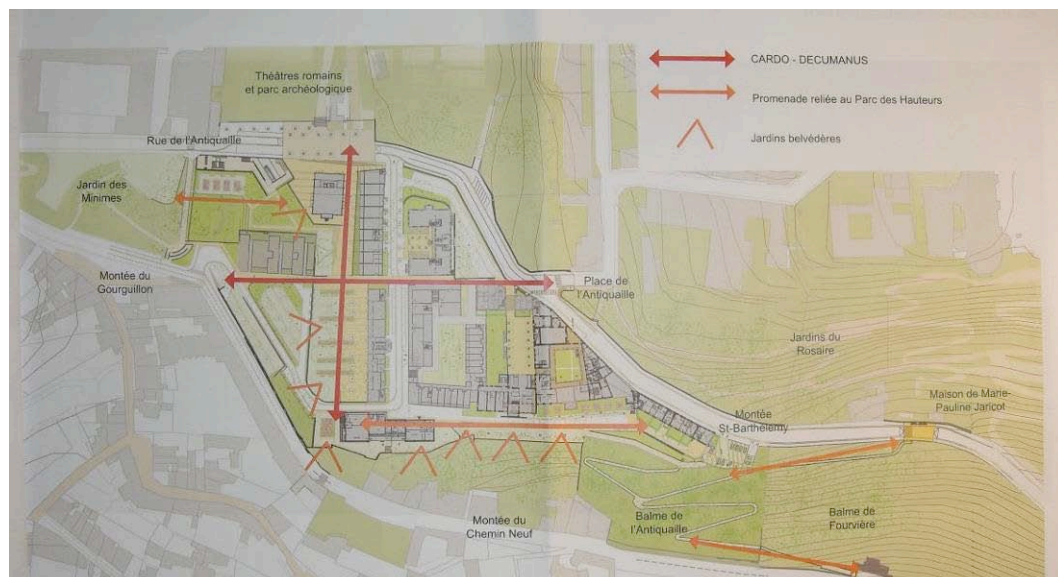 CARDO - DECUMANUS
Promenade reliée au Parc des Hauteurs
Jardins belvédères
Théâtres romains
et parc archéologique
Rue de l'Antiquaille
Jardin des
Minimes
Montée du
Gourguillon
Place de
l'Antiquaille
Jardins du
Rosaire
Maison de Marie-
Pauline Jaricot
Montée
St-Barthélemy
Montée du
Chemin Neuf
Balme de
l'Antiquaille
Balme de
Fourvière